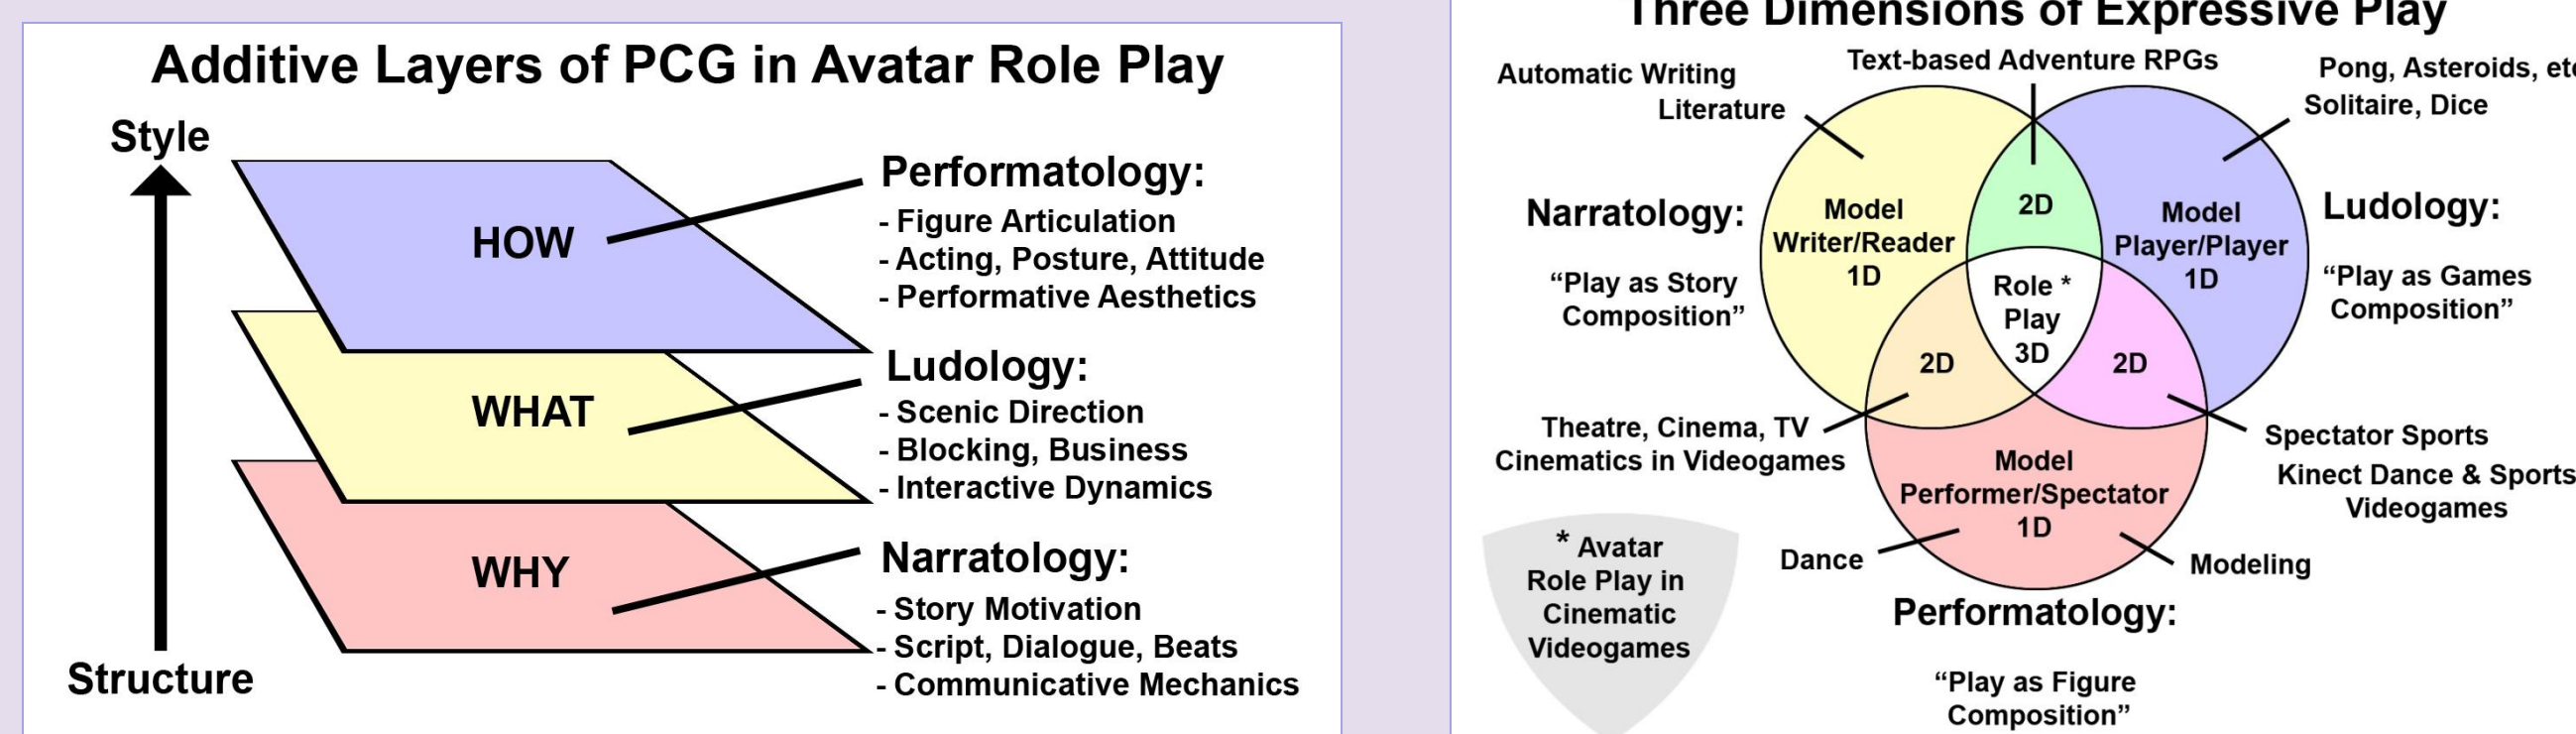 Additive Layers of PCG in Avatar Role Play
Style
HOW
Performatology:
- Figure Articulation
- Acting, Posture, Attitude
- Performative Aesthetics
WHAT
Ludology:
- Scenic Direction
- Blocking, Business
- Interactive Dynamics
WHY
Narratology:
- Story Motivation
- Script, Dialogue, Beats
- Communicative Mechanics
Structure
Three Dimensions of Expressive Play
Text-based Adventure RPGs
Automatic Writing
Literature
Pong, Asteroids, etc
Solitaire, Dice
Narratology:
"Play as Story
Composition"
Model
Writer/Reader
1D
2D
Model
Player/Player
1D
Ludology:
"Play as Games
Composition"
Role *
Play
3D
2D
2D
Theatre, Cinema, TV
Cinematics in Videogames
Spectator Sports
Kinect Dance & Sports
Videogames
Model
Performer/Spectator
1D
Dance
Modeling
Performatology:
"Play as Figure
Composition"
* Avatar
Role Play in
Cinematic
Videogames